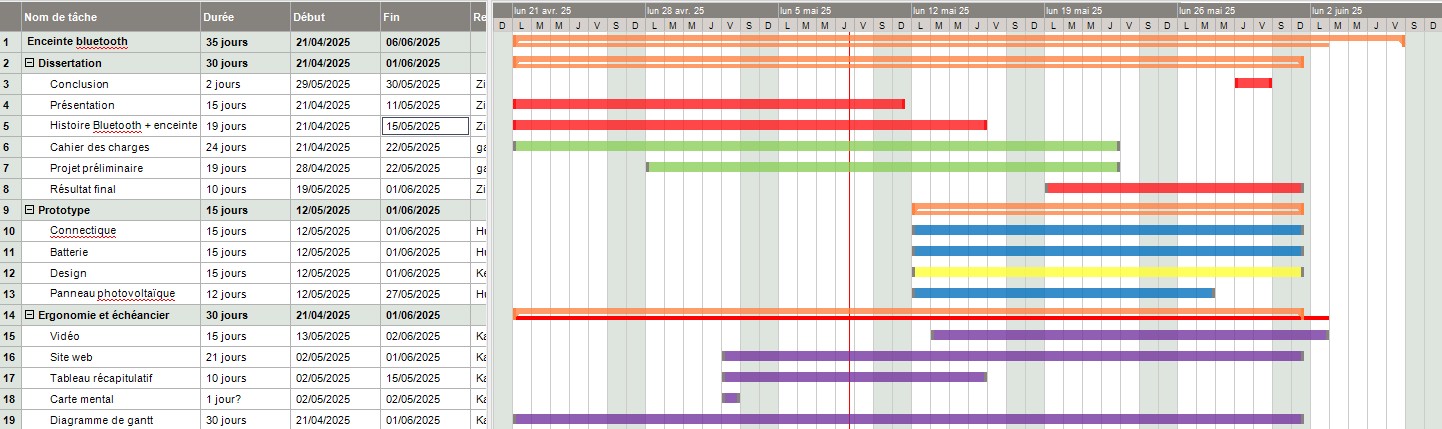 Nom de tâche Durée Début Fin Re lun 21 avr. 25 lun 28 avr. 25 lun 5 mai 25 lun 12 mai 25 lun 19 mai 25 lun 26 mai 25 lun 2 juin 25
D L M M J V S D L M M J V S D L M M J V S D L M M J V S D L M M J V S D L M M J V S D L M M J V S D
1 Enceinte bluetooth 35 jours 21/04/2025 06/06/2025
2 Dissertation 30 jours 21/04/2025 01/06/2025
3 Conclusion 2 jours 29/05/2025 30/05/2025 Zi
4 Présentation 15 jours 21/04/2025 11/05/2025 Zi
5 Histoire Bluetooth + enceinte 19 jours 21/04/2025 15/05/2025 Zi
6 Cahier des charges 24 jours 21/04/2025 22/05/2025 ga
7 Projet préliminaire 19 jours 28/04/2025 22/05/2025 ga
8 Résultat final 10 jours 19/05/2025 01/06/2025 Zi
9 Prototype 15 jours 12/05/2025 01/06/2025
10 Connectique 15 jours 12/05/2025 01/06/2025 Hu
11 Batterie 15 jours 12/05/2025 01/06/2025 Hu
12 Design 15 jours 12/05/2025 01/06/2025 Ke
13 Panneau photovoltaïque 12 jours 12/05/2025 27/05/2025 Hu
14 Ergonomie et échéancier 30 jours 21/04/2025 01/06/2025
15 Vidéo 15 jours 13/05/2025 02/06/2025 Ka
16 Site web 21 jours 02/05/2025 01/06/2025 Ka
17 Tableau récapitulatif 10 jours 02/05/2025 15/05/2025 Ka
18 Carte mental 1 jour? 02/05/2025 02/05/2025 Ka
19 Diagramme de gantt 30 jours 21/04/2025 01/06/2025 Ka